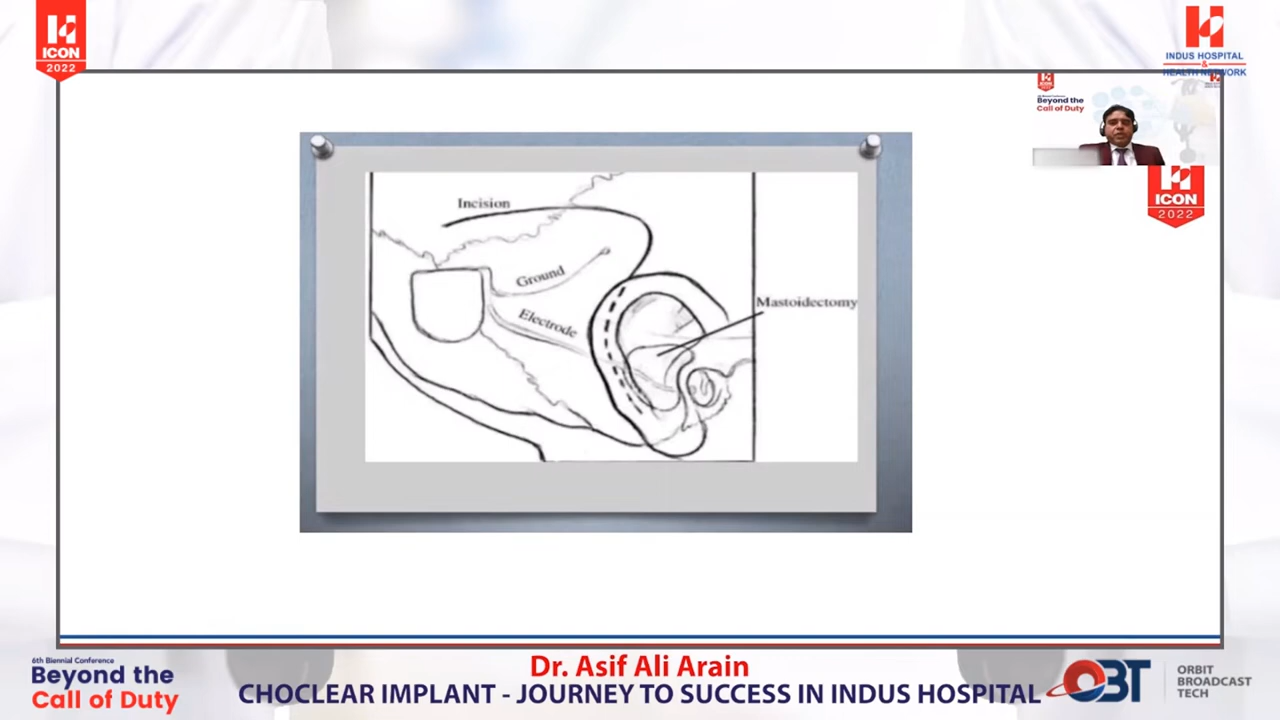 ICON
2022
INDUS HOSPITAL
&
HEALTH NETWORK
Beyond the
Call of Duty
ICON
2022
Incision
Ground
Electrode
Mastoidectomy
6th Biennial Conference
Beyond the
Call of Duty
Dr. Asif Ali Arain
CHOCLEAR IMPLANT - JOURNEY TO SUCCESS IN INDUS HOSPITAL
OBT
ORBIT
BROADCAST
TECH